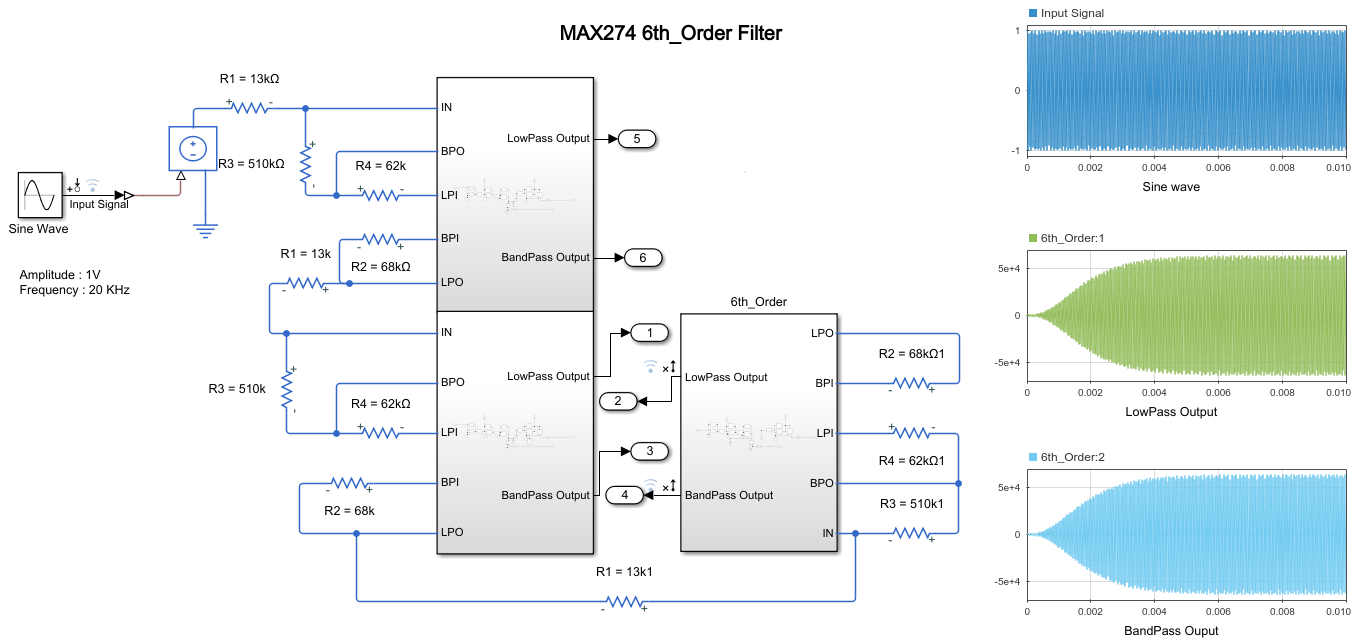 MAX274 6th_Order Filter
R1 = 13kΩ
+ -
IN
LowPass Output
5
+
-
R3 = 510kΩ
+
-
BPO
R4 = 62k
+ -
LPI
Input Signal
Sine Wave
BPI
- +
R1 = 13k
R2 = 68kΩ
- +
LPO
BandPass Output
6
Amplitude : 1V
Frequency : 20 KHz
IN
LowPass Output
1
R3 = 510k
+
-
BPO
R4 = 62kΩ
+ -
LPI
BPI
- +
R2 = 68k
LPO
BandPass Output
3
6th_Order
LowPass Output
2
BandPass Output
4
LPO
R2 = 68kΩ1
BPI
- +
LPI
+ -
R4 = 62kΩ1
BPO
R3 = 510k1
IN
- +
R1 = 13k1
- +
Input Signal
1
0
-1
0 0.002 0.004 0.006 0.008 0.010
Sine wave
6th_Order:1
5e+4
0
-5e+4
0 0.002 0.004 0.006 0.008 0.010
LowPass Output
6th_Order:2
5e+4
0
-5e+4
0 0.002 0.004 0.006 0.008 0.010
BandPass Ouput